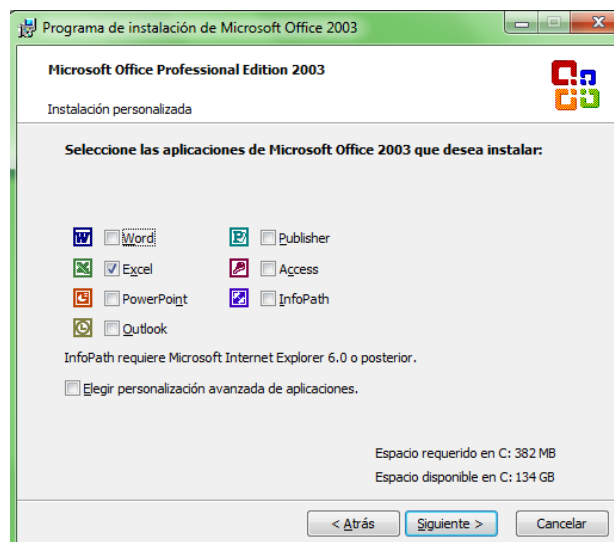 Programa de instalación de Microsoft Office 2003
Microsoft Office Professional Edition 2003
Instalación personalizada
Seleccione las aplicaciones de Microsoft Office 2003 que desea instalar:
Word
Publisher
Excel
Access
PowerPoint
InfoPath
Outlook
InfoPath requiere Microsoft Internet Explorer 6.0 o posterior.
Elegir personalización avanzada de aplicaciones.
Espacio requerido en C: 382 MB
Espacio disponible en C: 134 GB
< Atrás Siguiente > Cancelar